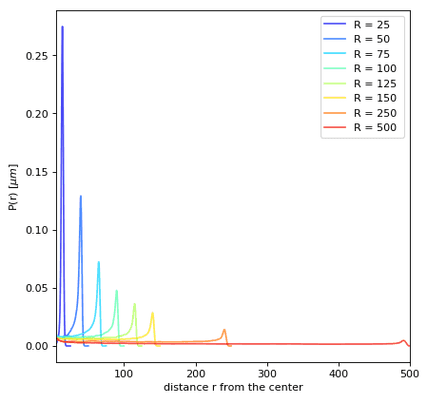 R = 25
R = 50
R = 75
R = 100
R = 125
R = 150
R = 250
R = 500
0.25
0.20
0.15
0.10
0.05
0.00
P(r) [μm]
100
200
300
400
500
distance r from the center